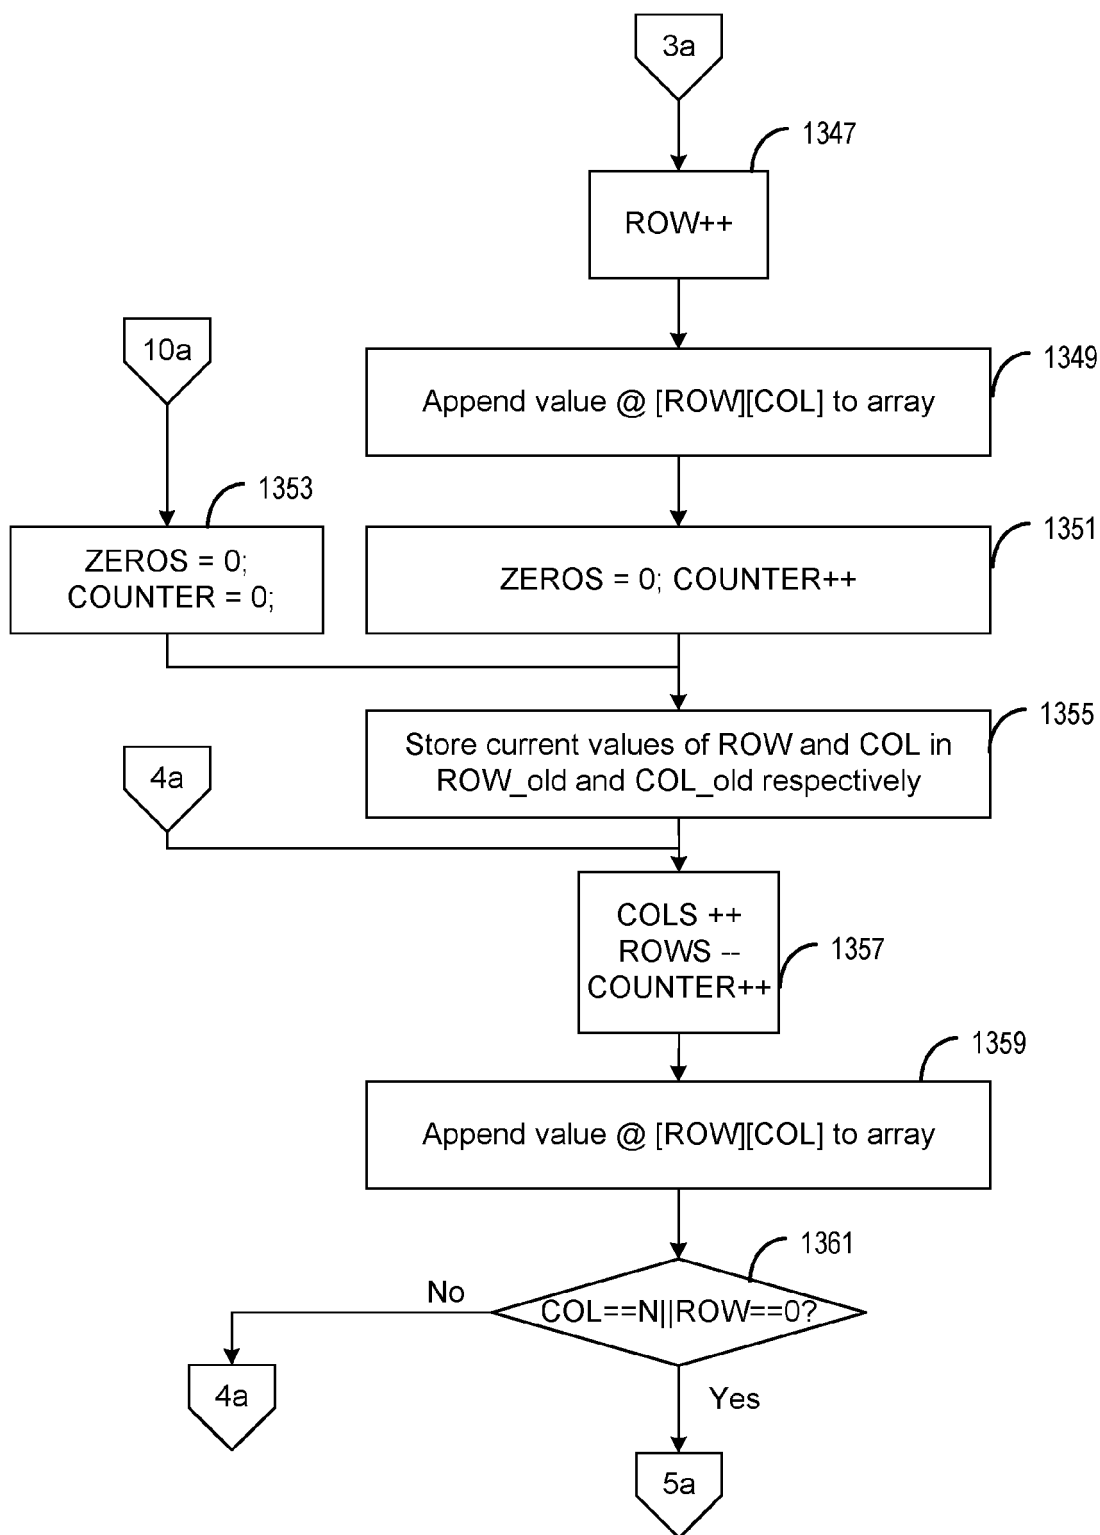 3a
1347
ROW++
10a
1349
Append value @ [ROW][COL] to array
1353
1351
ZEROS = 0;
COUNTER = 0;
ZEROS = 0; COUNTER++
1355
Store current values of ROW and COL in
ROW_old and COL_old respectively
4a
COLS ++
ROWS --
COUNTER++
1357
1359
Append value @ [ROW][COL] to array
1361
COL==N||ROW==0?
No
4a
Yes
5a